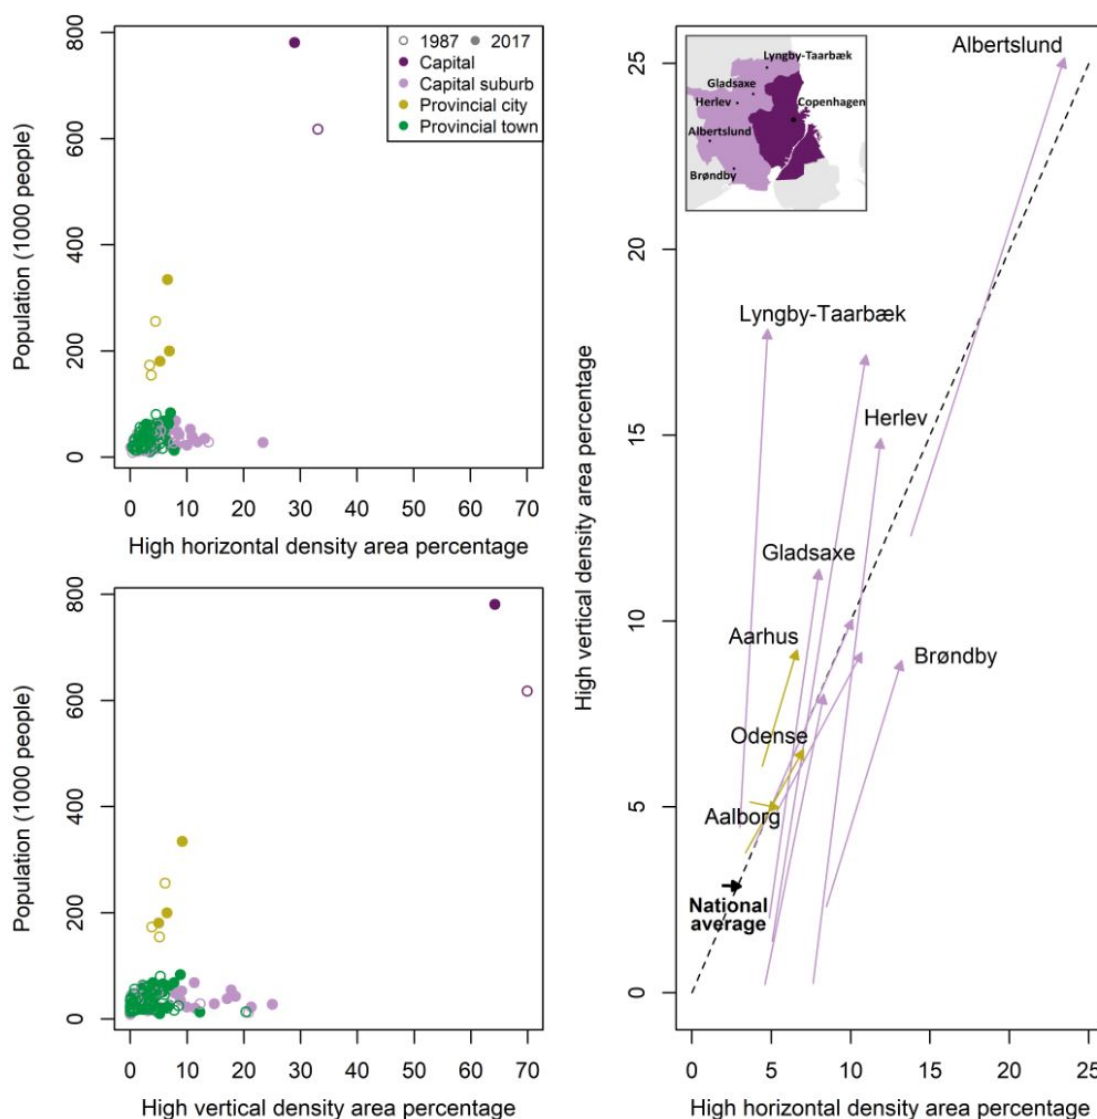 Population (1000 people)
800
600
400
200
0
1987 2017
Capital
Capital suburb
Provincial city
Provincial town
0 10 20 30 40 50 60 70
High horizontal density area percentage
Population (1000 people)
800
600
400
200
0
0 10 20 30 40 50 60 70
High vertical density area percentage
High vertical density area percentage
25
20
15
10
5
0
Lyngby-Taarbæk
Gladsaxe
Herlev
Copenhagen
Albertslund
Brøndby
Albertslund
Lyngby-Taarbæk
Herlev
Gladsaxe
Aarhus
Brøndby
Odense
Aalborg
National
average
0 5 10 15 20 25
High horizontal density area percentage